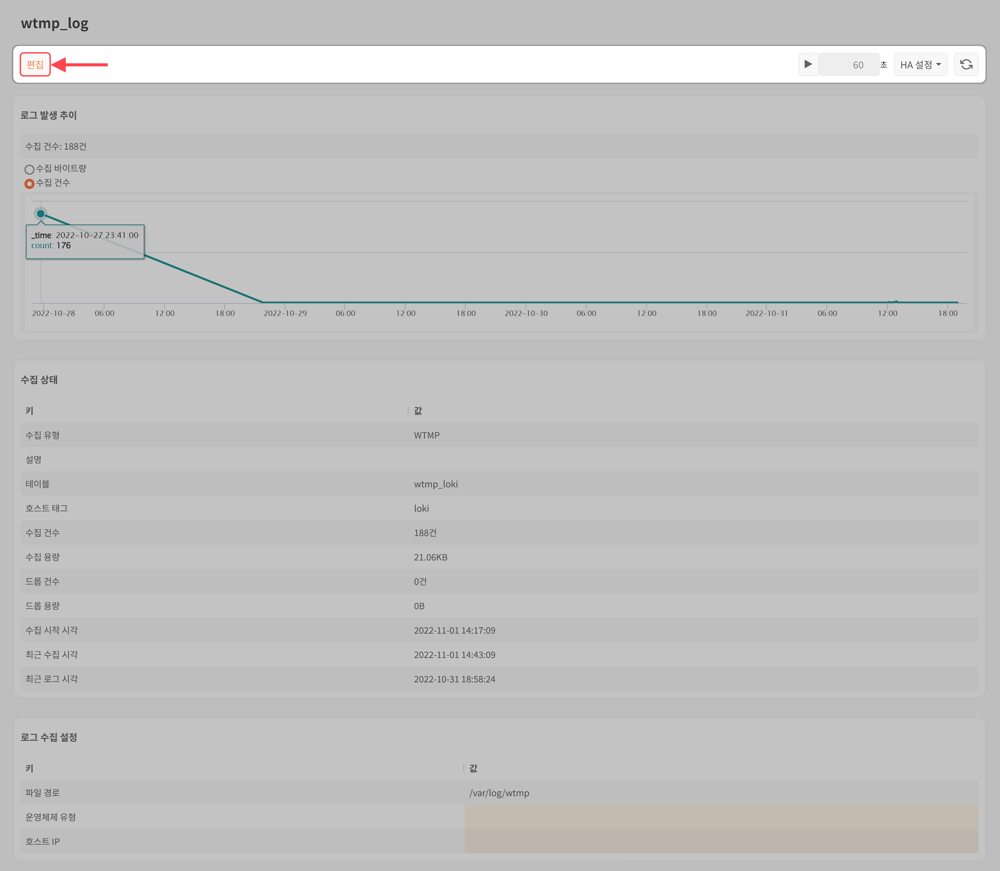 wtmp_log
편집
60 초 HA 설정
로그 발생 추이
수집 건수: 188건
수집 바이트량
수집 건수
_time: 2022-10-27 23:41:00
count: 176
2022-10-28 06:00 12:00 18:00 2022-10-29 06:00 12:00 18:00 2022-10-30 06:00 12:00 18:00 2022-10-31 06:00 12:00 18:00
수집 상태
키 값
수집 유형 WTMP
설명
테이블 wtmp_loki
호스트 태그 loki
수집 건수 188건
수집 용량 21.06KB
드롭 건수 0건
드롭 용량 0B
수집 시작 시각 2022-11-01 14:17:09
최근 수집 시각 2022-11-01 14:43:09
최근 로그 시각 2022-10-31 18:58:24
로그 수집 설정
키 값
파일 경로 /var/log/wtmp
운영체제 유형
호스트 IP